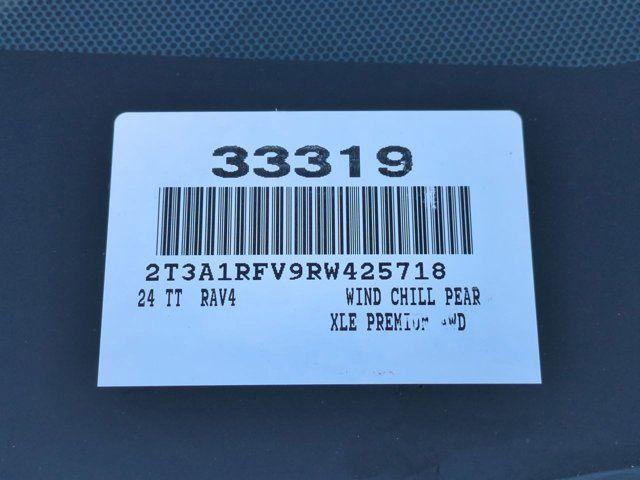 33319
2T3A1RFV9RW425718
24 TT RAV4 WIND CHILL PEAR
XLE PREMIUM